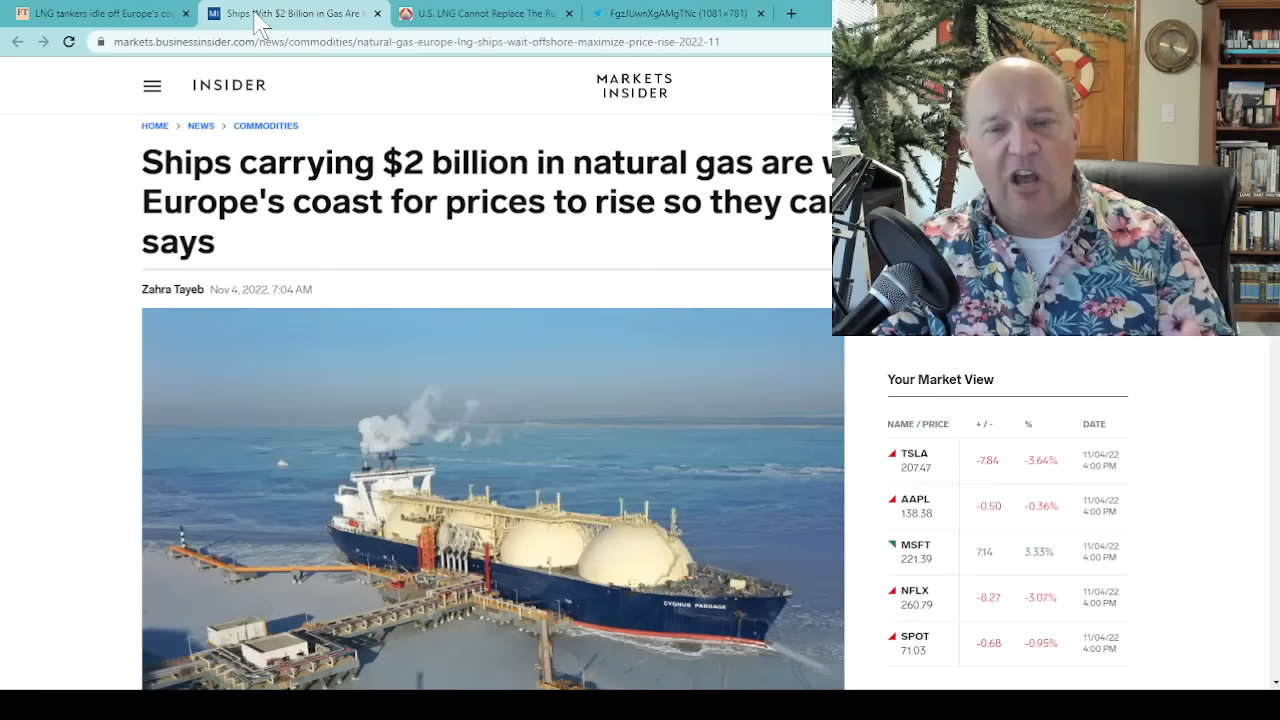 LNG tankers idle off Europe's co
Ships With $2 Billion in Gas Are
U.S. LNG Cannot Replace The Ru
FgzJUwnXgAMgTNc (1081×781)
markets.businessinsider.com/news/commodities/natural-gas-europe-lng-ships-wait-offshore-maximize-price-rise-2022-11
INSIDER
MARKETS
INSIDER
HOME > NEWS > COMMODITIES
Ships carrying $2 billion in natural gas are
Europe's coast for prices to rise so they ca
says
Zahra Tayeb Nov 4, 2022, 7:04 AM
CYGNUS PASSAGE
Your Market View
NAME / PRICE + / - % DATE
TSLA
207.47 -7.84 -3.64% 11/04/22 4:00 PM
AAPL
138.38 -0.50 -0.36% 11/04/22 4:00 PM
MSFT
221.39 7.14 3.33% 11/04/22 4:00 PM
NFLX
260.79 -8.27 -3.07% 11/04/22 4:00 PM
SPOT
71.03 -0.68 -0.95% 11/04/22 4:00 PM